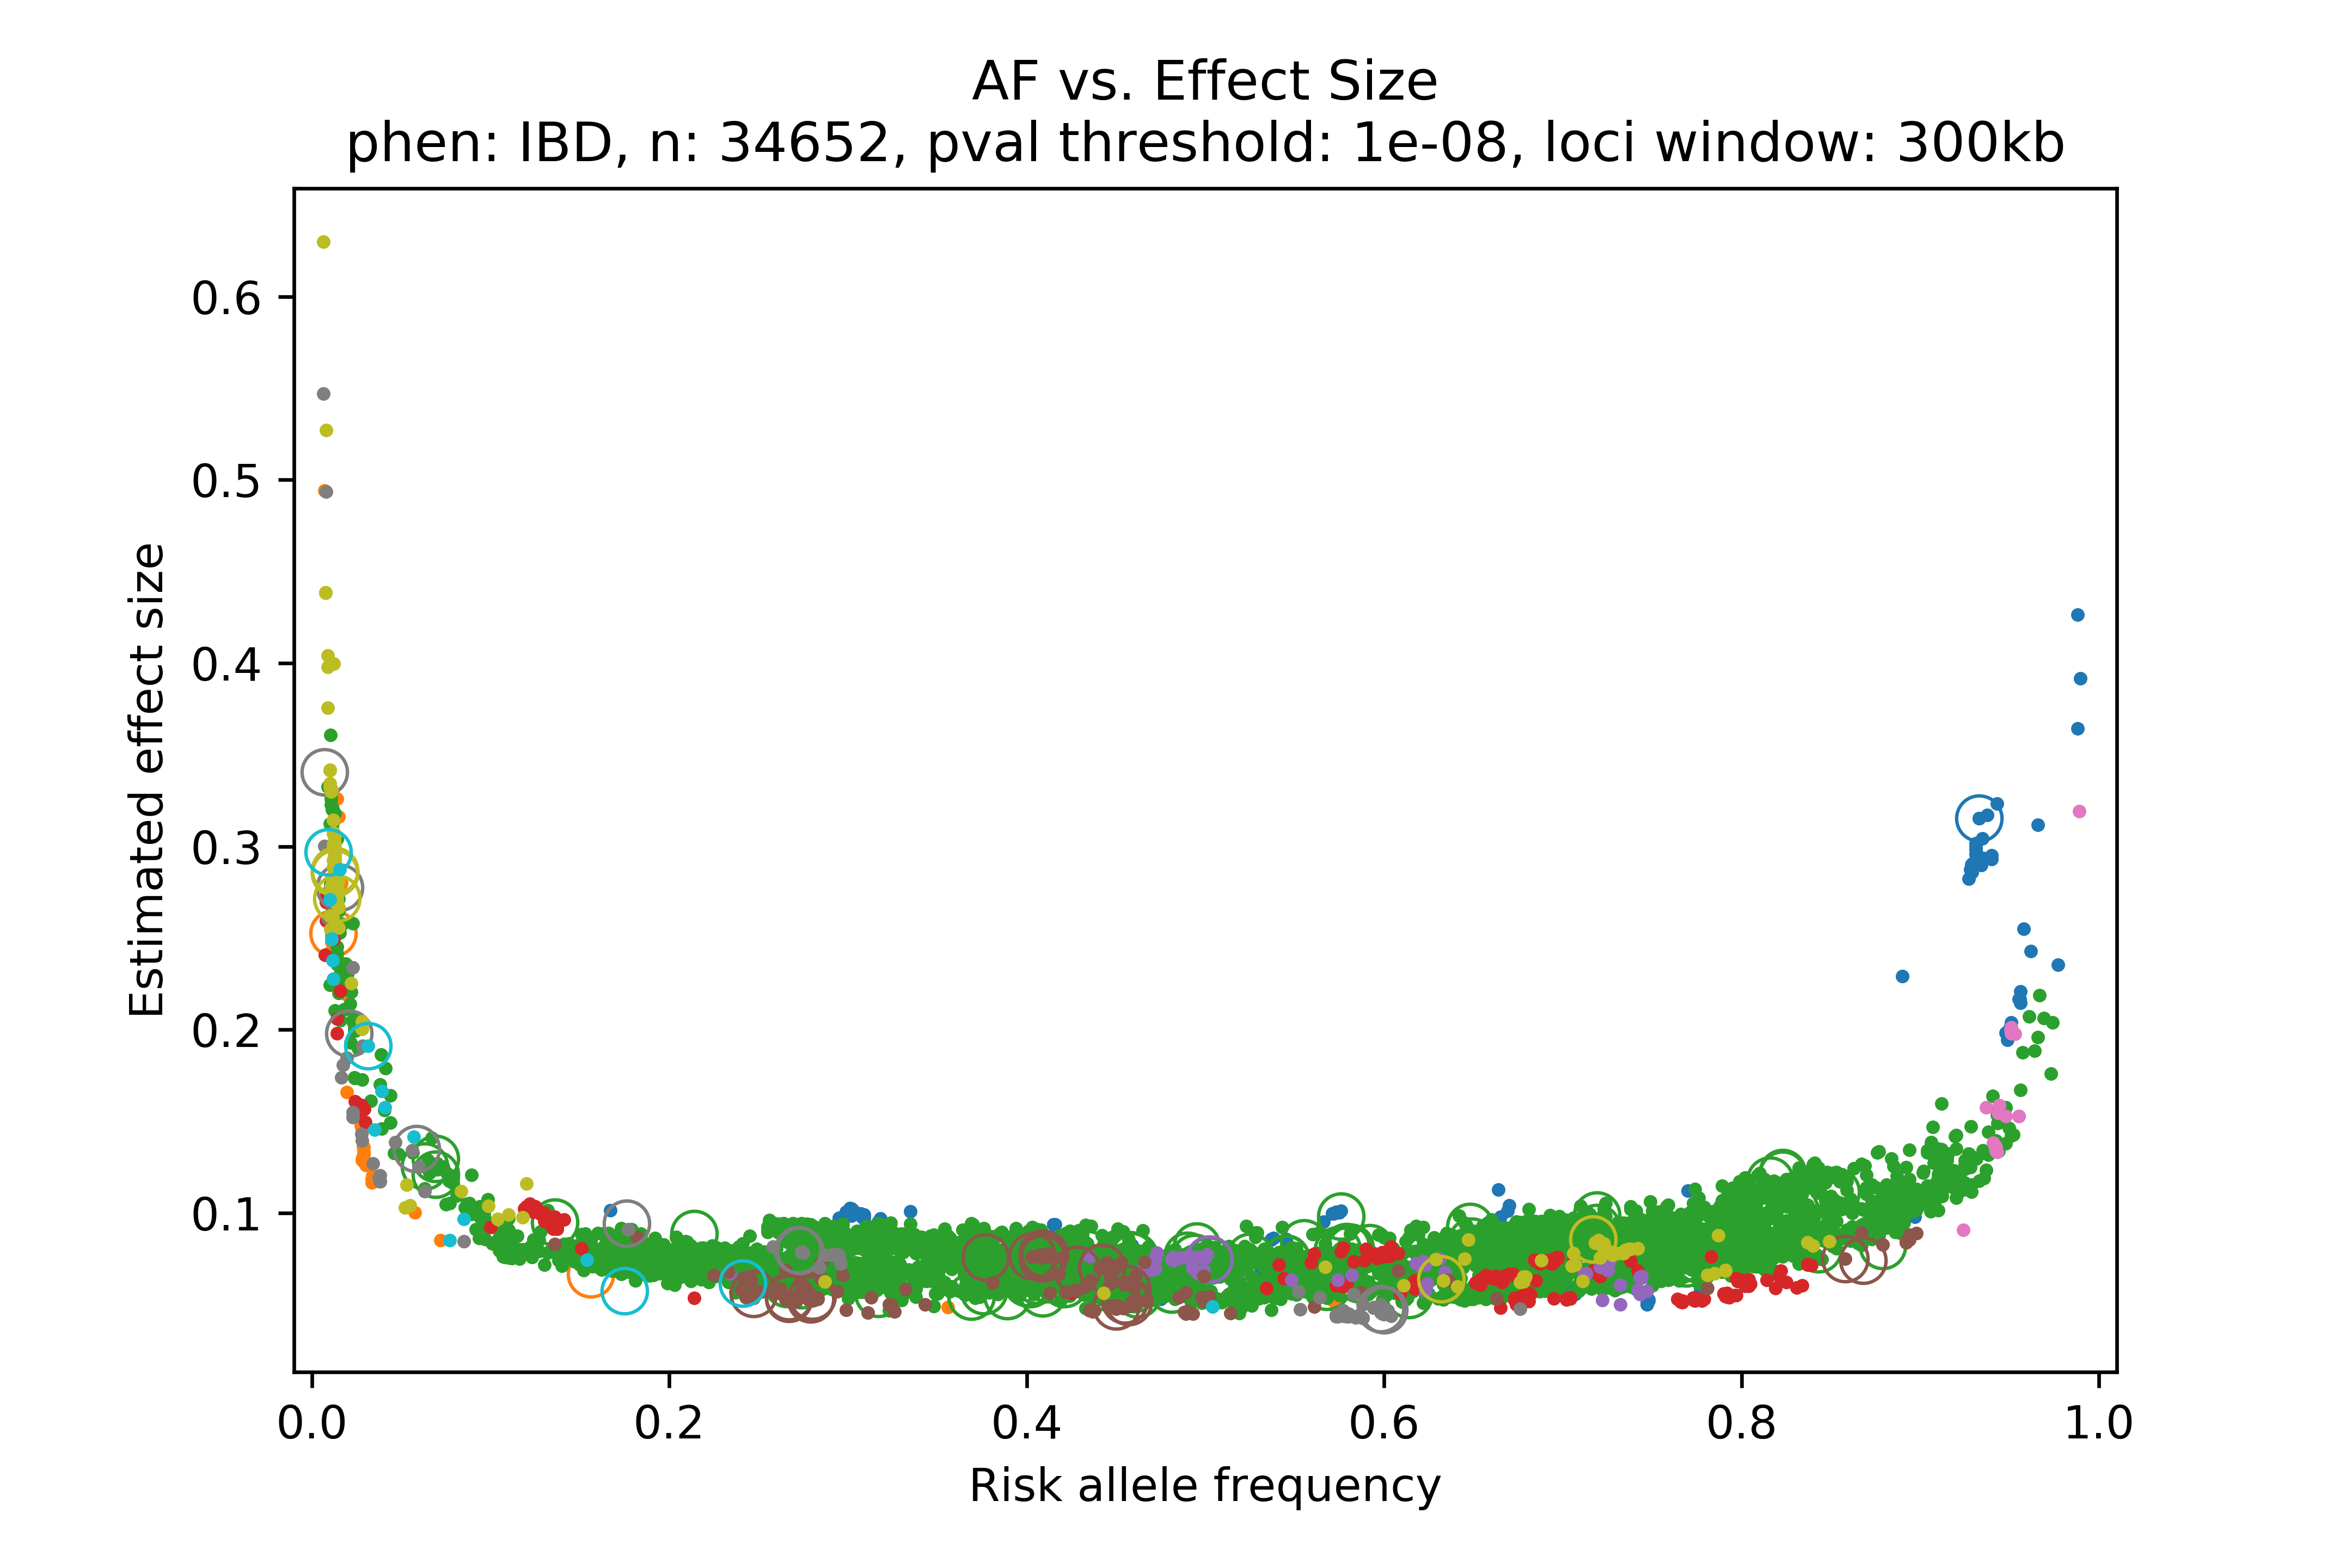 AF vs. Effect Size
phen: IBD, n: 34652, pval threshold: 1e-08, loci window: 300kb
0.6
0.5
0.4
0.3
0.2
0.1
Estimated effect size
0.0 0.2 0.4 0.6 0.8 1.0
Risk allele frequency